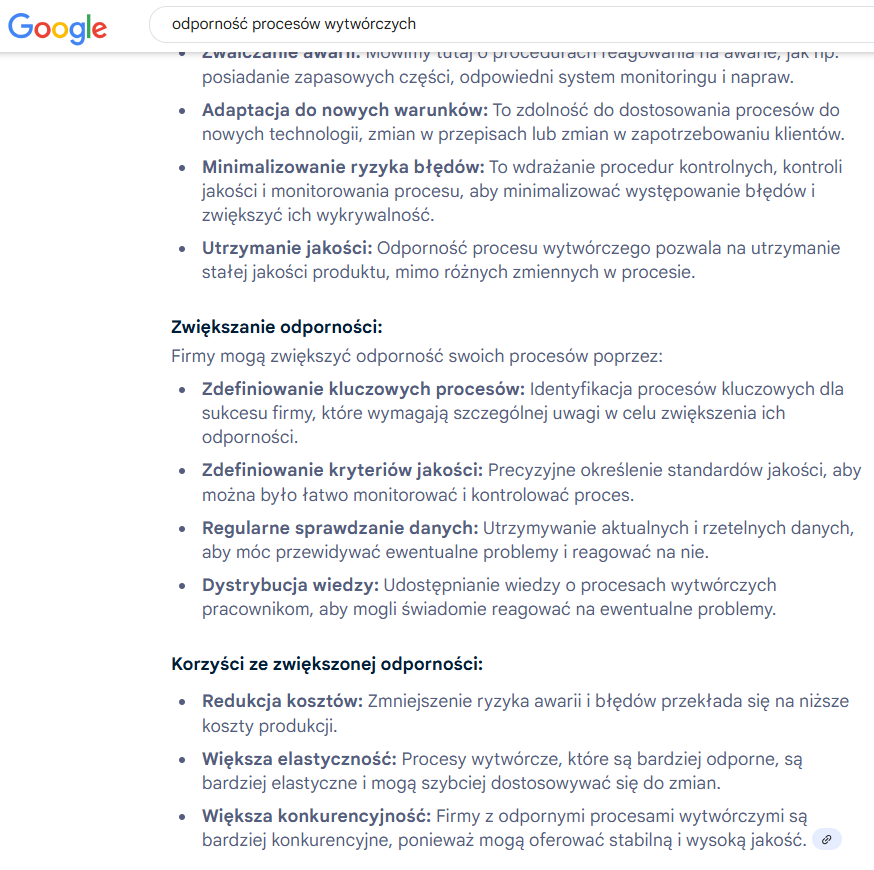 Google
odporność procesów wytwórczych
Zwalczanie awarii: Mówimy tutaj o procedurach reagowania na awarie, jak np.
posiadanie zapasowych części, odpowiedni system monitoringu i napraw.
Adaptacja do nowych warunków: To zdolność do dostosowania procesów do
nowych technologii, zmian w przepisach lub zmian w zapotrzebowaniu klientów.
Minimalizowanie ryzyka błędów: To wdrażanie procedur kontrolnych, kontroli
jakości i monitorowania procesu, aby minimalizować występowanie błędów i
zwiększyć ich wykrywalność.
Utrzymanie jakości: Odporność procesu wytwórczego pozwala na utrzymanie
stałej jakości produktu, mimo różnych zmiennych w procesie.
Zwiększanie odporności:
Firmy mogą zwiększyć odporność swoich procesów poprzez:
Zdefiniowanie kluczowych procesów: Identyfikacja procesów kluczowych dla
sukcesu firmy, które wymagają szczególnej uwagi w celu zwiększenia ich
odporności.
Zdefiniowanie kryteriów jakości: Precyzyjne określenie standardów jakości, aby
można było łatwo monitorować i kontrolować proces.
Regularne sprawdzanie danych: Utrzymywanie aktualnych i rzetelnych danych,
aby móc przewidywać ewentualne problemy i reagować na nie.
Dystrybucja wiedzy: Udostępnianie wiedzy o procesach wytwórczych
pracownikom, aby mogli świadomie reagować na ewentualne problemy.
Korzyści ze zwiększonej odporności:
Redukcja kosztów: Zmniejszenie ryzyka awarii i błędów przekłada się na niższe
koszty produkcji.
Większa elastyczność: Procesy wytwórcze, które są bardziej odporne, są
bardziej elastyczne i mogą szybciej dostosowywać się do zmian.
Większa konkurencyjność: Firmy z odpornymi procesami wytwórczymi są
bardziej konkurencyjne, ponieważ mogą oferować stabilną i wysoką jakość.